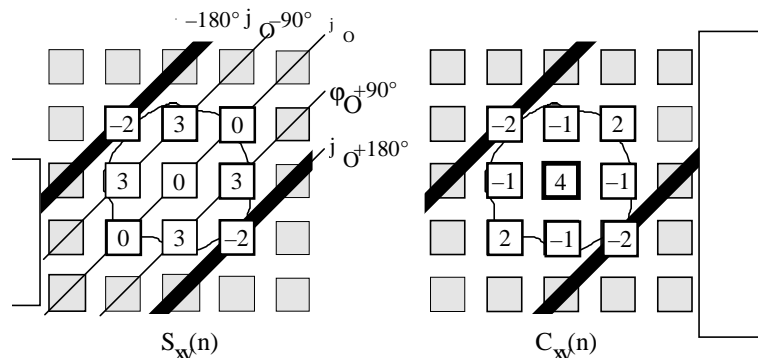 −180° j O −90°
j O
φO +90°
j O +180°
−2 3 0
3 0 3
0 3 −2
−2 −1 2
−1 4 −1
2 −1 −2
Sxy(n)
Cxy(n)